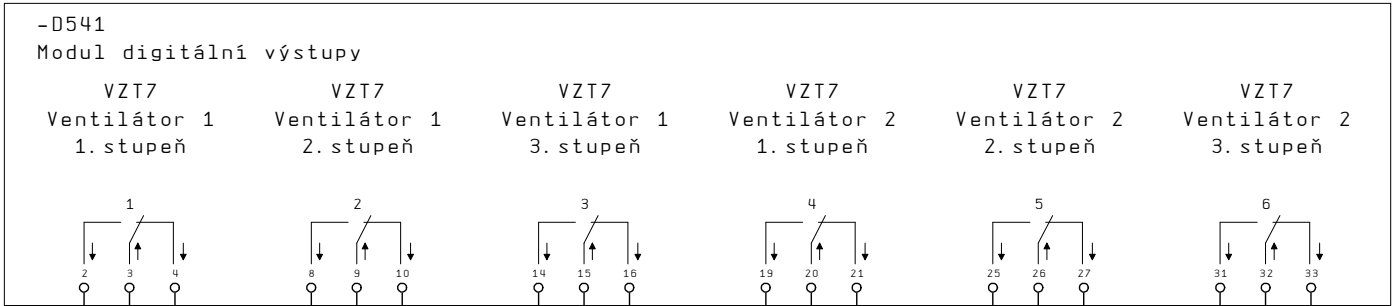 -D541
Modul digitální výstupy
VZT7 VZT7 VZT7 VZT7 VZT7 VZT7
Ventilátor 1 Ventilátor 1 Ventilátor 1 Ventilátor 2 Ventilátor 2 Ventilátor 2
1.stupeň 2.stupeň 3.stupeň 1.stupeň 2.stupeň 3.stupeň
1 2 3 4 5 6
2 3 4 8 9 10 14 15 16 19 20 21 25 26 27 31 32 33